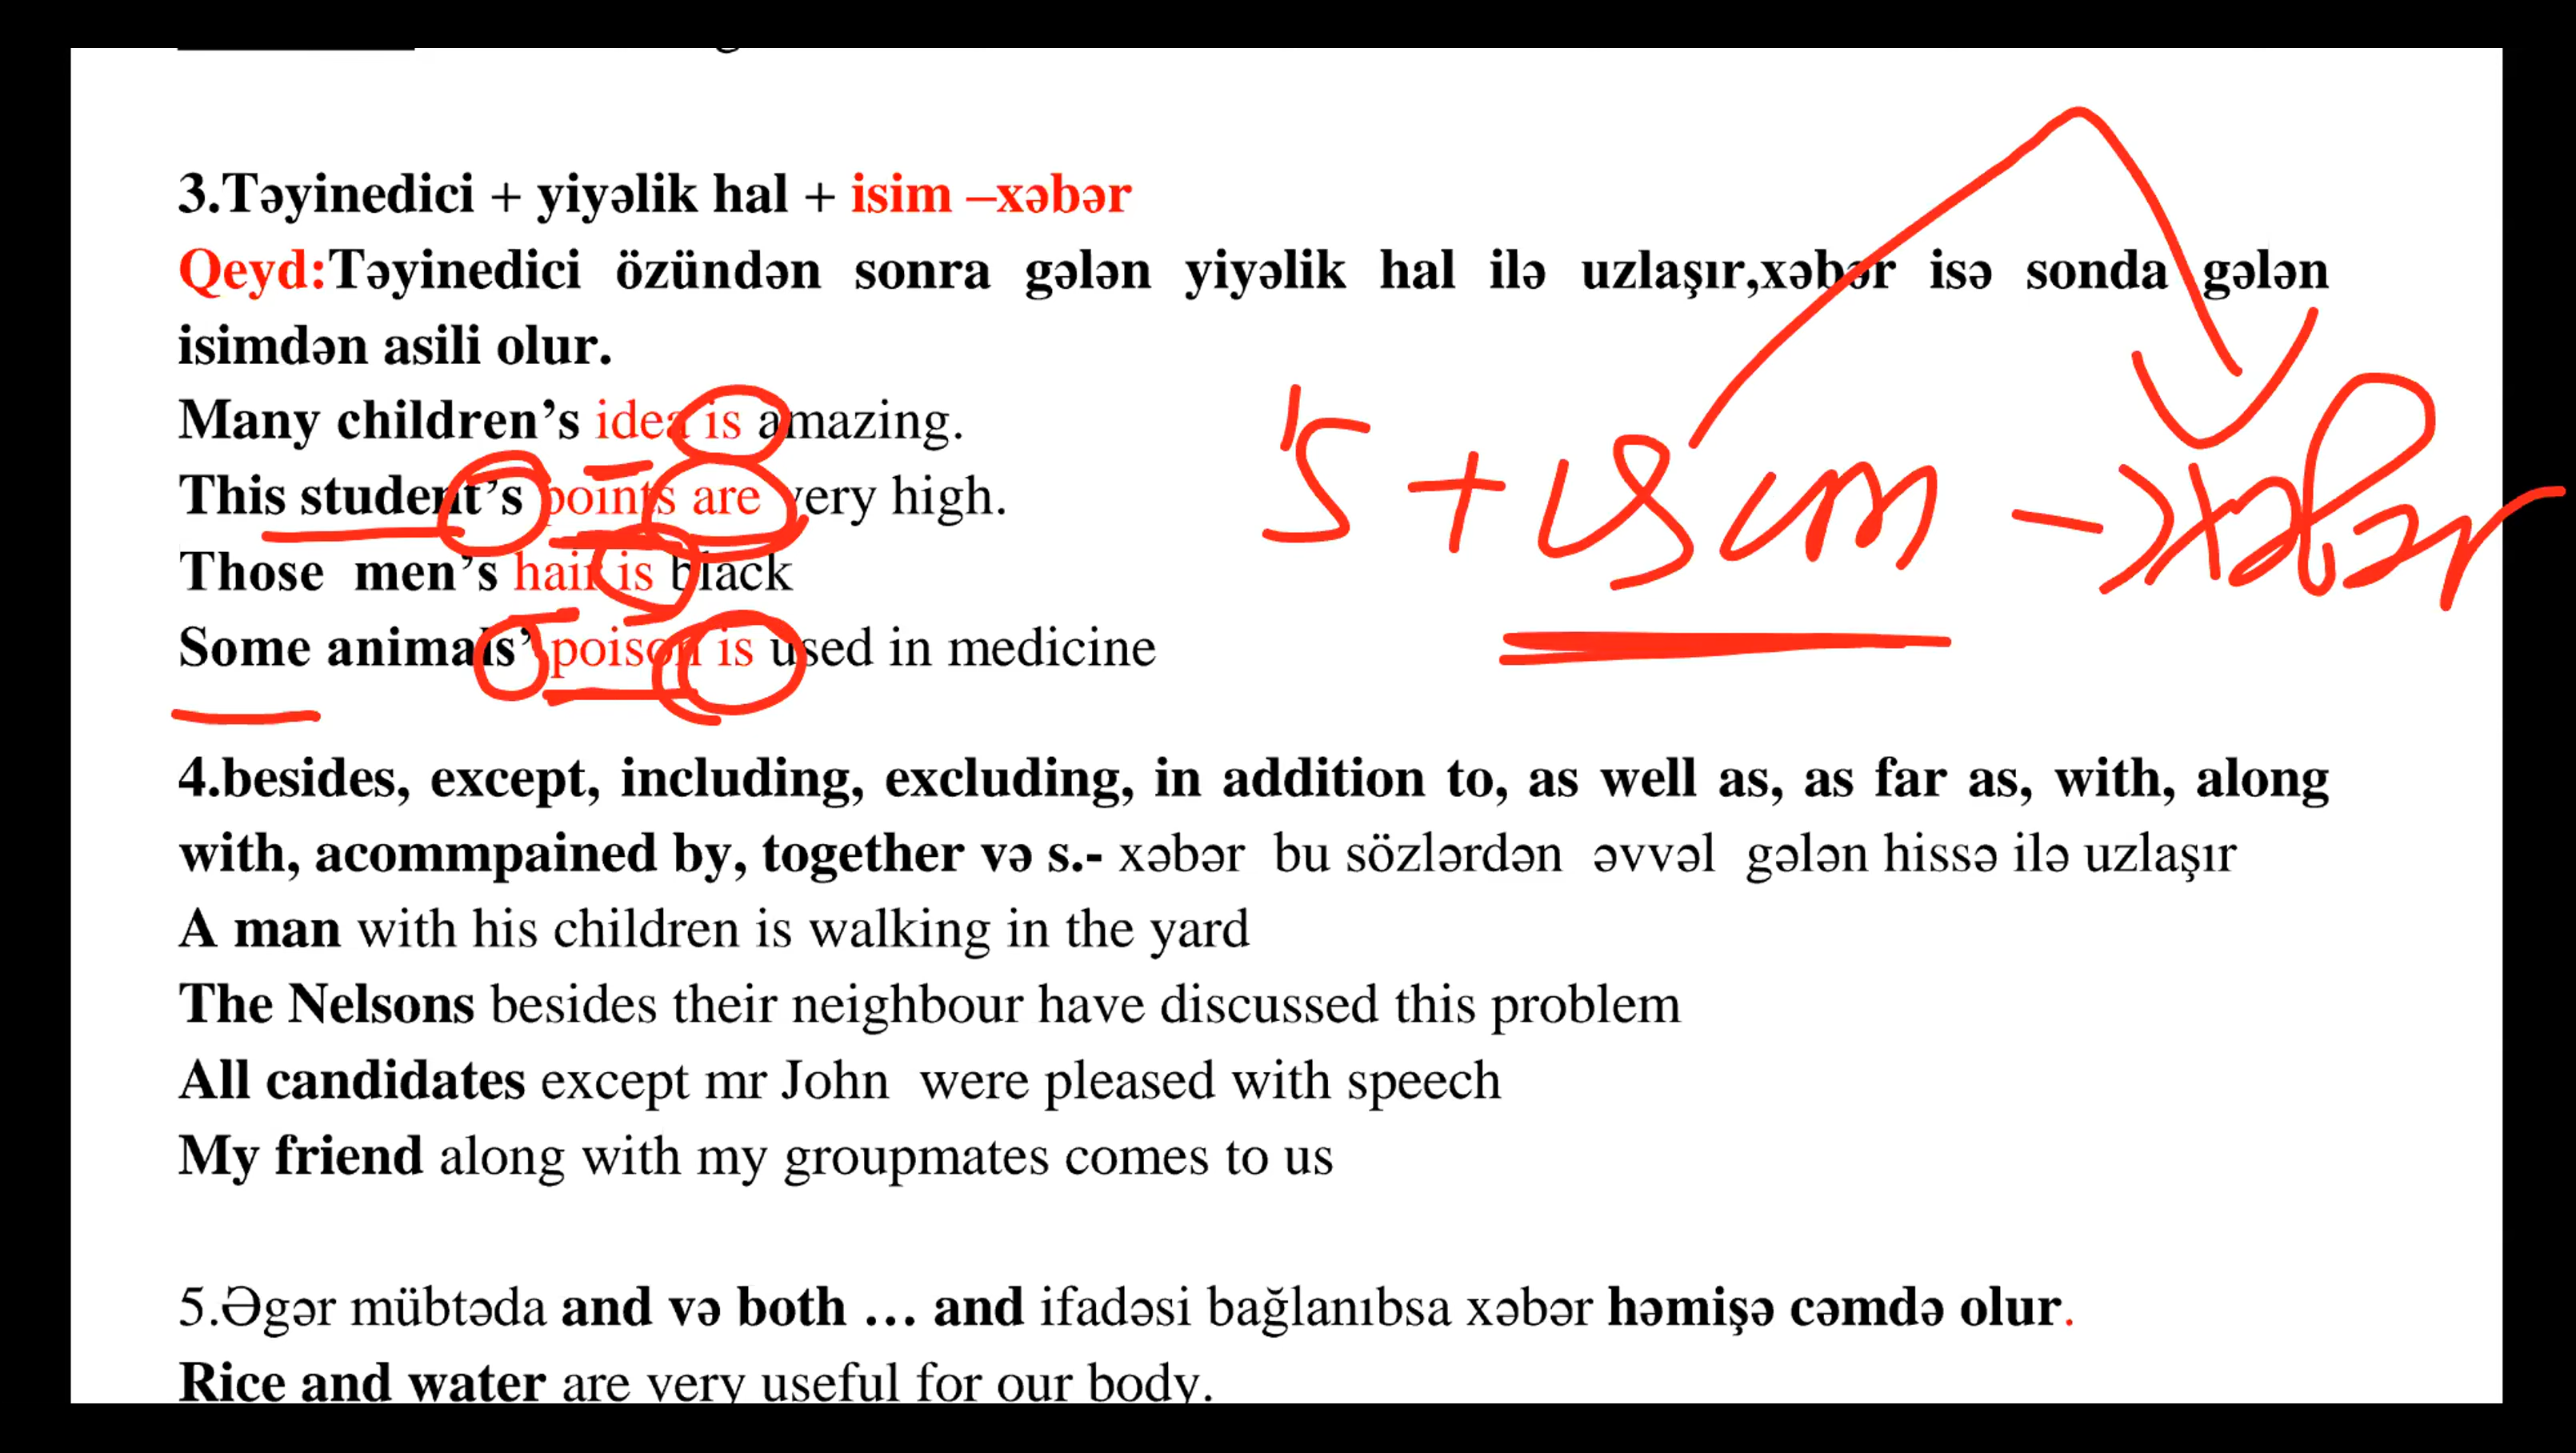 3.Təyinedici + yiyəlik hal + isim –xəbər
Qeyd:Təyinedici özündən sonra gələn yiyəlik hal ilə uzlaşır,xəbər isə sonda gələn
isimdən asili olur.
Many children’s idea is amazing.
This student’s points are very high.
's + isim -> xəbər
Those men’s hair is black
Some animals’ poison is used in medicine
4.besides, except, including, excluding, in addition to, as well as, as far as, with, along
with, acommpained by, together və s.- xəbər bu sözlərdən əvvəl gələn hissə ilə uzlaşır
A man with his children is walking in the yard
The Nelsons besides their neighbour have discussed this problem
All candidates except mr John were pleased with speech
My friend along with my groupmates comes to us
5.Əgər mübtəda and və both … and ifadəsi bağlanıbsa xəbər həmişə cəmdə olur.
Rice and water are very useful for our body.